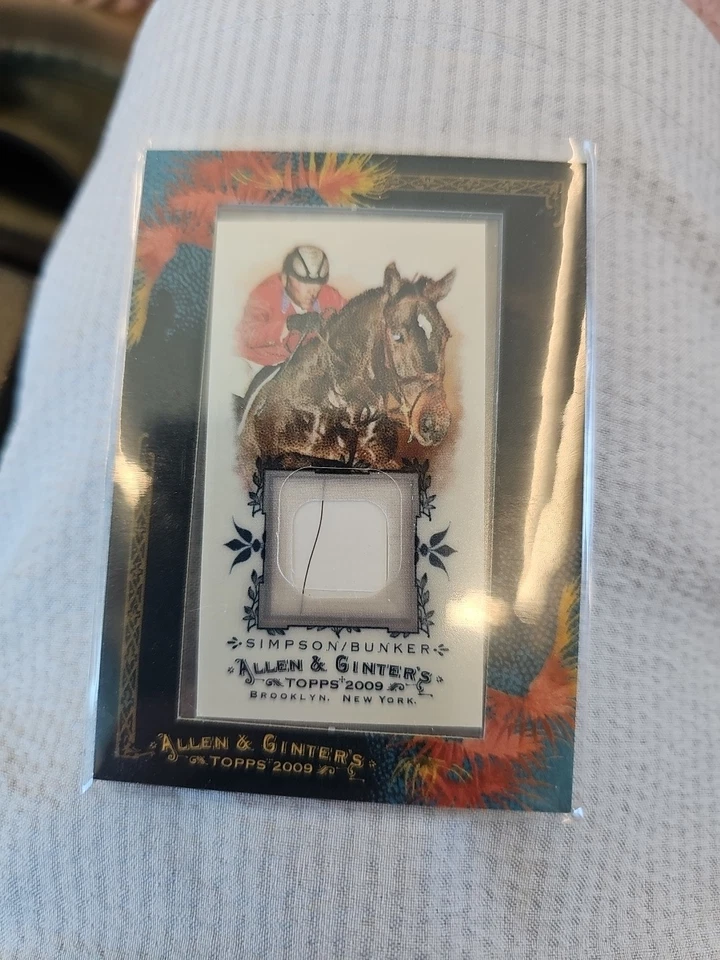 SIMPSON/BUNKER
ALLEN & GINTER'S
TOPPS 2009
BROOKLYN, NEW YORK.
ALLEN & GINTER'S
TOPPS 2009